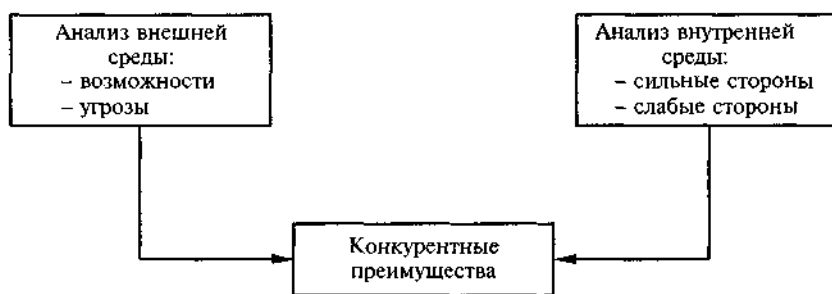 Анализ внешней
среды:
– возможности
– угрозы
Анализ внутренней
среды:
– сильные стороны
– слабые стороны
Конкурентные
преимущества